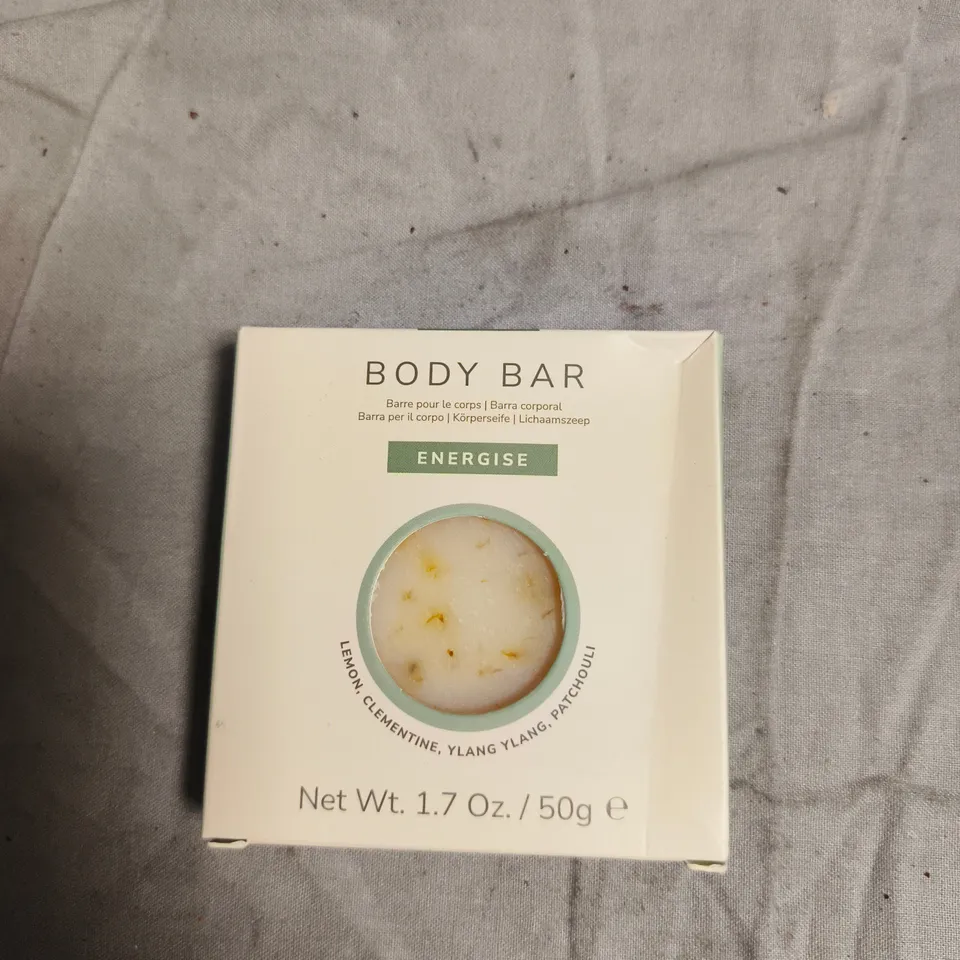 BODY BAR
Barre pour le corps | Barra corporal
Barra per il corpo | Körperseife | Lichaamszeep
ENERGISE
LEMON, CLEMENTINE, YLANG YLANG, PATCHOULI
Net Wt. 1.7 Oz. / 50g ℮